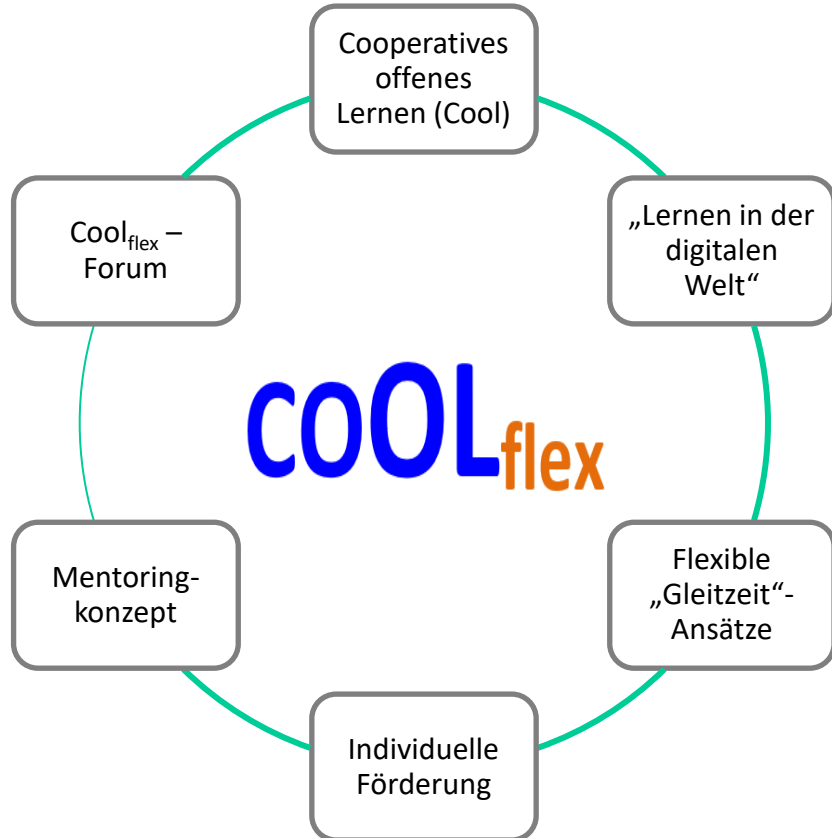 Cooperatives
offenes
Lernen (Cool)
„Lernen in der
digitalen
Welt“
Flexible
„Gleitzeit“-
Ansätze
Individuelle
Förderung
Mentoring-
konzept
Coolflex –
Forum
COOLflex